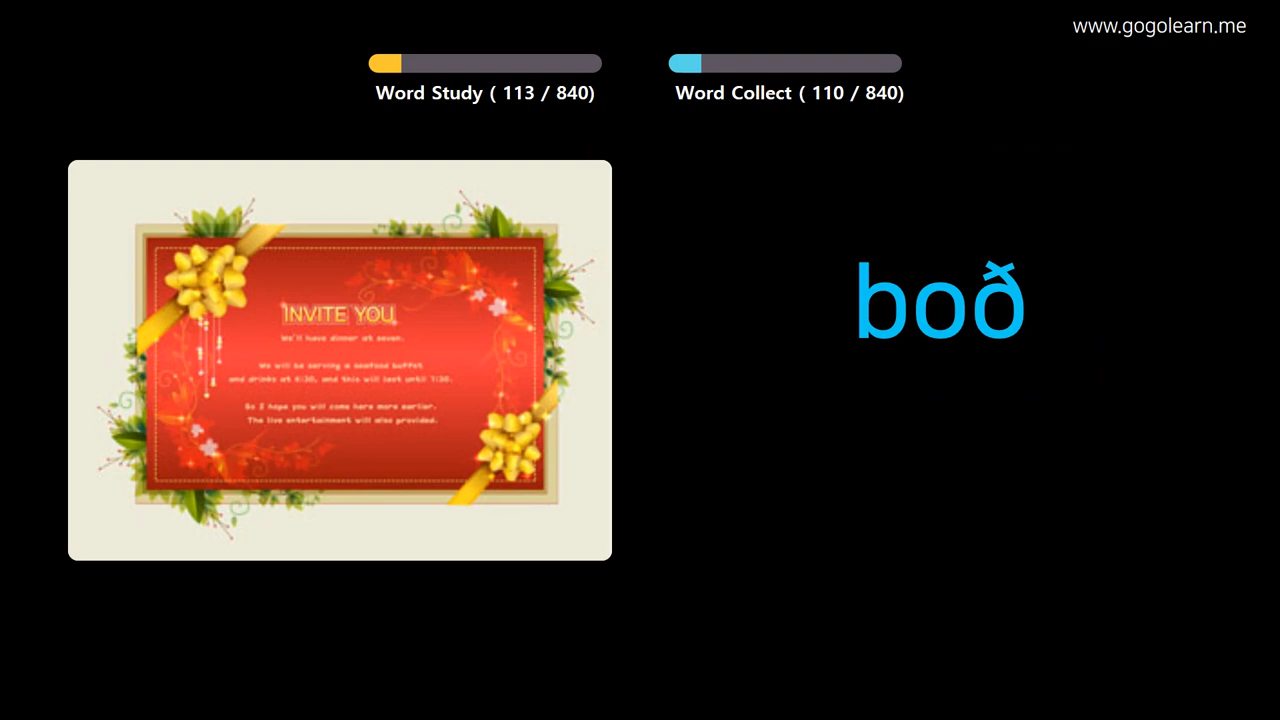 www.gogolearn.me
Word Study ( 113 / 840)
Word Collect ( 110 / 840)
boð
INVITE YOU
We'll have dinner at seven.
We will be serving a seafood buffet
and drinks at 6:30, and this will last until 7:30.
So I hope you will come here more earlier.
The live entertainment will also provided.